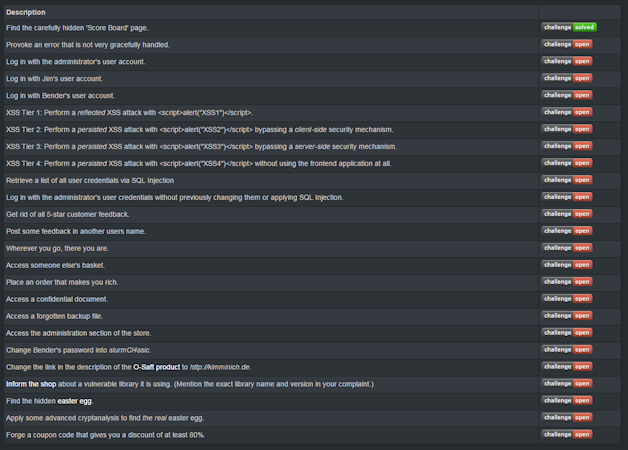 Description
Find the carefully hidden 'Score Board' page. challenge solved
Provoke an error that is not very gracefully handled. challenge open
Log in with the administrator's user account. challenge open
Log in with Jim's user account. challenge open
Log in with Bender's user account. challenge open
XSS Tier 1: Perform a reflected XSS attack with <script>alert("XSS1")</script>. challenge open
XSS Tier 2: Perform a persisted XSS attack with <script>alert("XSS2")</script> bypassing a client-side security mechanism. challenge open
XSS Tier 3: Perform a persisted XSS attack with <script>alert("XSS3")</script> bypassing a server-side security mechanism. challenge open
XSS Tier 4: Perform a persisted XSS attack with <script>alert("XSS4")</script> without using the frontend application at all. challenge open
Retrieve a list of all user credentials via SQL Injection challenge open
Log in with the administrator's user credentials without previously changing them or applying SQL Injection. challenge open
Get rid of all 5-star customer feedback. challenge open
Post some feedback in another users name. challenge open
Wherever you go, there you are. challenge open
Access someone else's basket. challenge open
Place an order that makes you rich. challenge open
Access a confidential document. challenge open
Access a forgotten backup file. challenge open
Access the administration section of the store. challenge open
Change Bender's password into slurmCl4ssic. challenge open
Change the link in the description of the O-Saft product to http://kimminich.de. challenge open
Inform the shop about a vulnerable library it is using. (Mention the exact library name and version in your complaint.) challenge open
Find the hidden easter egg. challenge open
Apply some advanced cryptanalysis to find the real easter egg. challenge open
Forge a coupon code that gives you a discount of at least 80%. challenge open